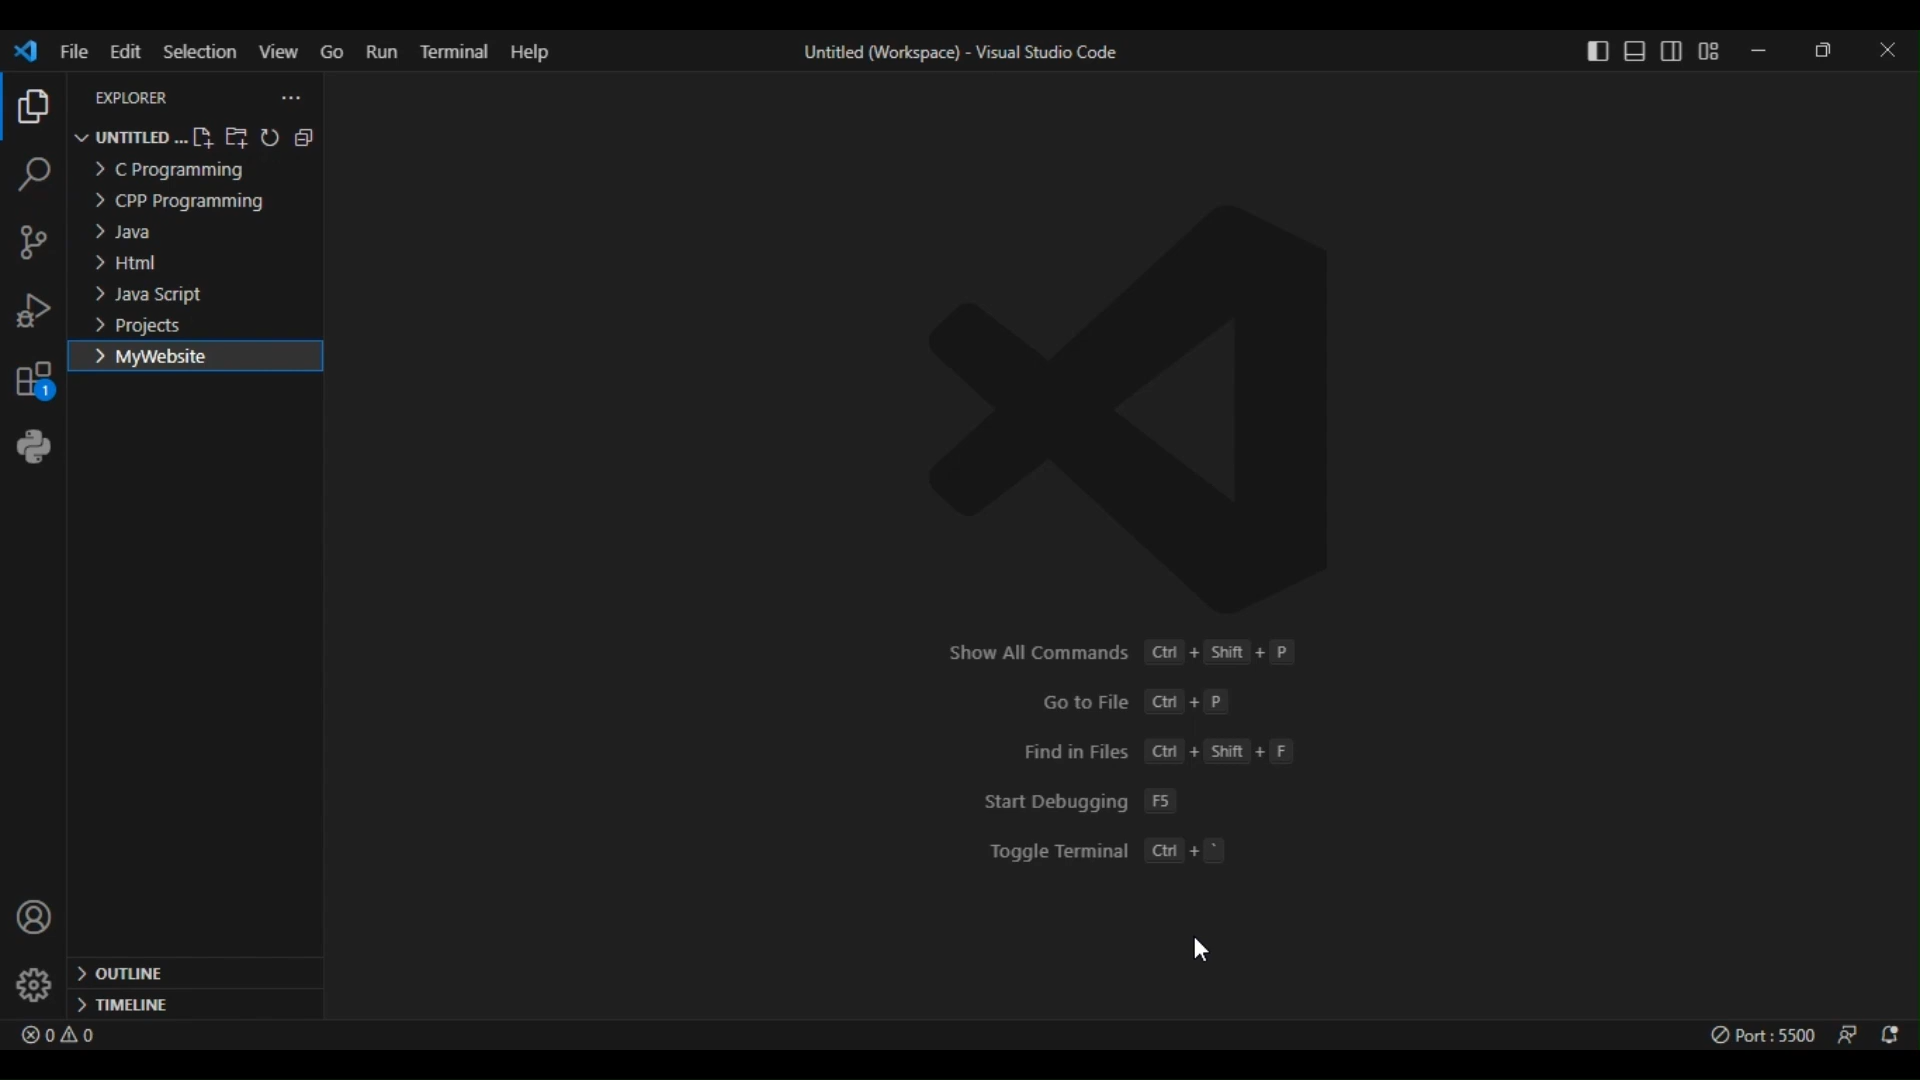 File Edit Selection View Go Run Terminal Help
Untitled (Workspace) - Visual Studio Code
EXPLORER
UNTITLED ...
C Programming
CPP Programming
Java
Html
Java Script
Projects
MyWebsite
1
Show All Commands Ctrl + Shift + P
Go to File Ctrl + P
Find in Files Ctrl + Shift + F
Start Debugging F5
Toggle Terminal Ctrl + `
OUTLINE
TIMELINE
0 0
Port : 5500